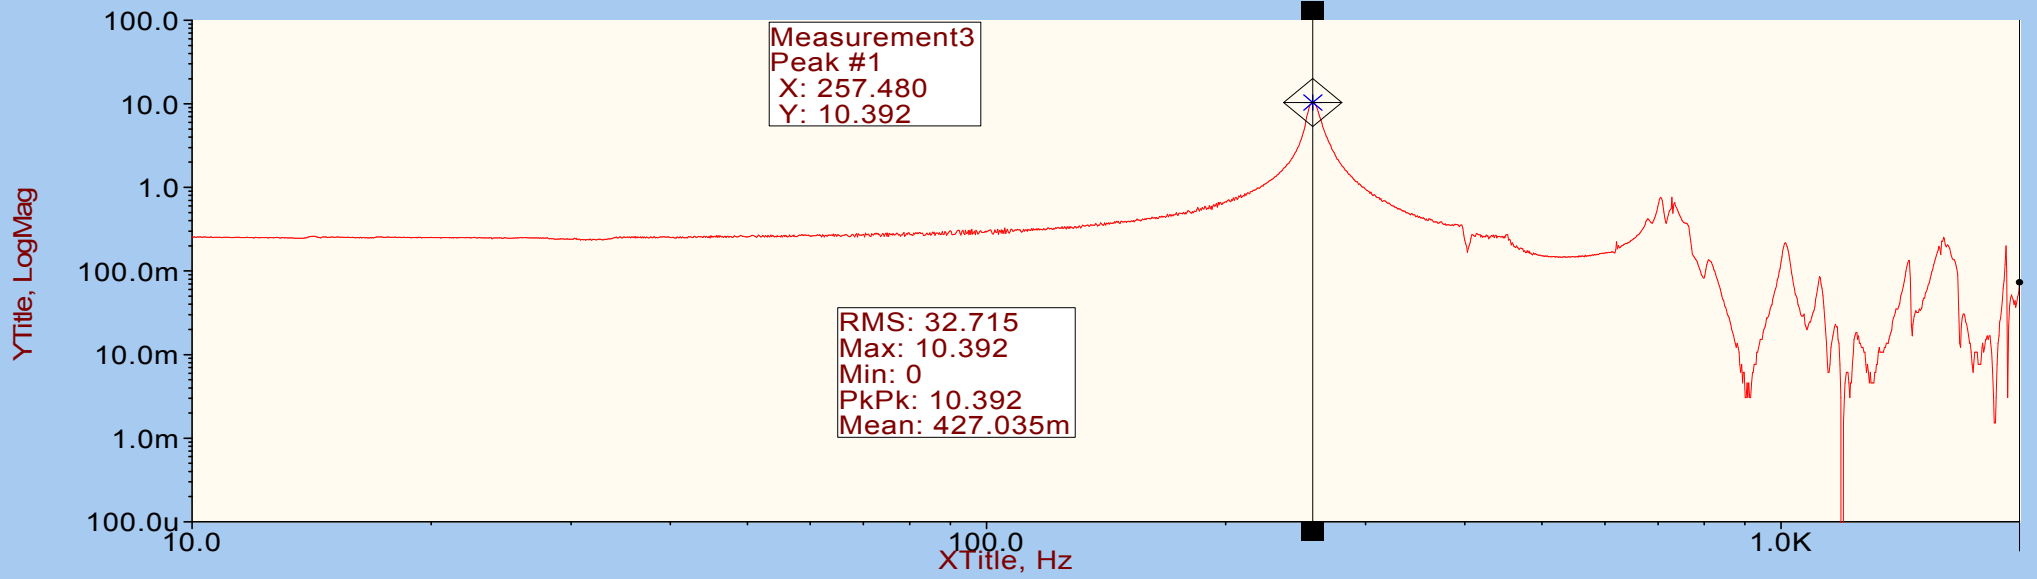 100.0
10.0
1.0
100.0m
10.0m
1.0m
100.0u
YTitle, LogMag
Measurement3
Peak #1
X: 257.480
Y: 10.392
RMS: 32.715
Max: 10.392
Min: 0
PkPk: 10.392
Mean: 427.035m
10.0
100.0
1.0K
XTitle, Hz